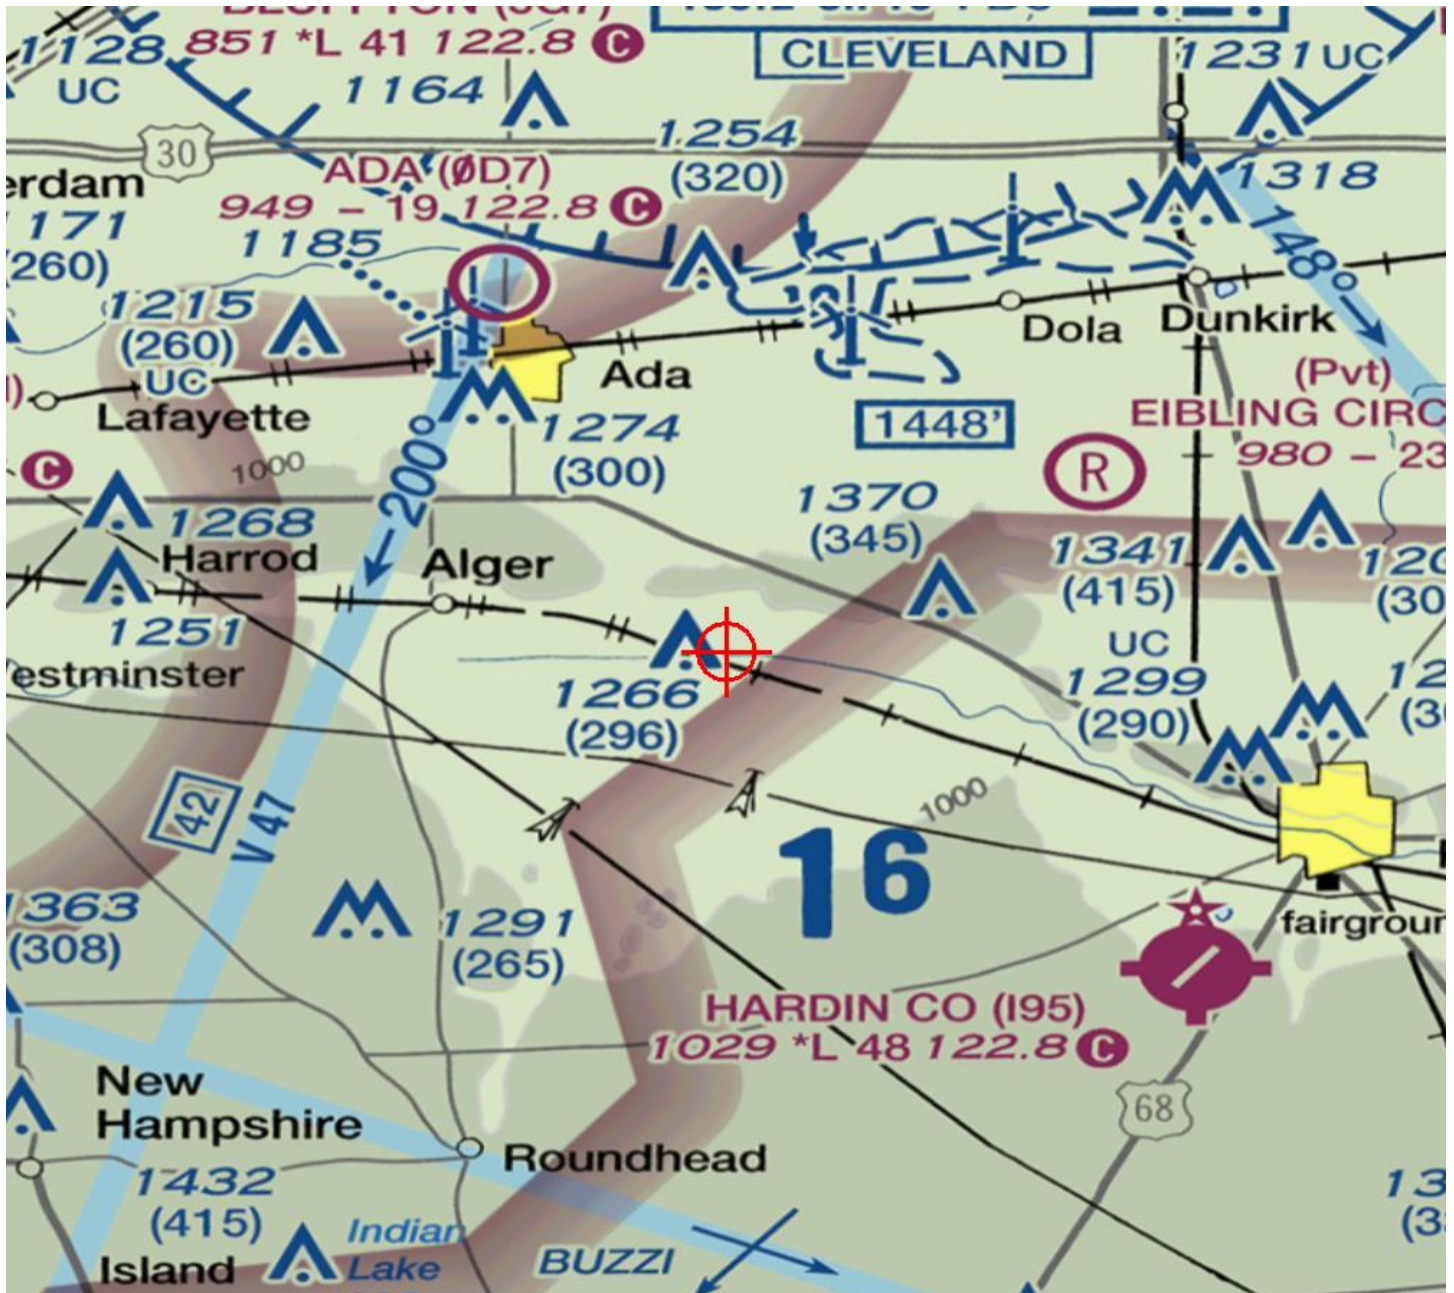 BLUFFTON (5G7)
851 *L 41 122.8 C
CLEVELAND
1128
UC
1164
1231 UC
30
1254
(320)
ADA (ØD7)
949 – 19 122.8 C
1318
148°
1185
1215
(260)
UC
171
(260)
Lafayette
Ada
Dola
Dunkirk
(Pvt)
EIBLING CIRC
980 – 23
1448'
R
200°
1274
(300)
C
1000
1268
Harrod
1251
Alger
1370
(345)
1341
(415)
UC
1299
(290)
estminster
1266
(296)
42
V 47
1000
16
363
(308)
1291
(265)
HARDIN CO (I95)
1029 *L 48 122.8 C
68
New
Hampshire
Roundhead
1432
(415)
Island
Indian
Lake
BUZZI